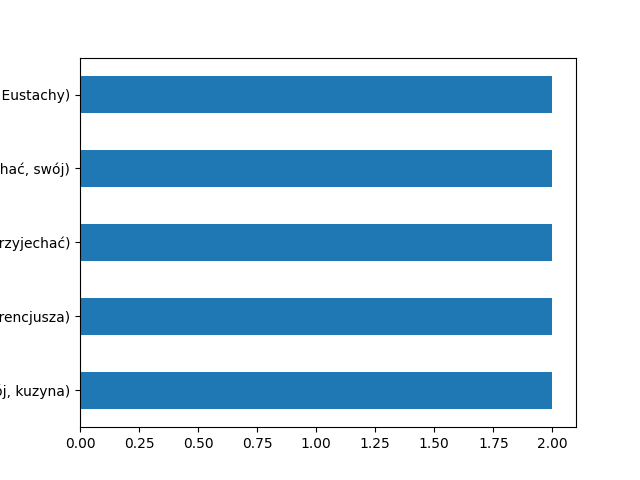 Eustachy)
hać, swój)
rzyjechać)
rencjusza)
j, kuzyna)
0.00 0.25 0.50 0.75 1.00 1.25 1.50 1.75 2.00